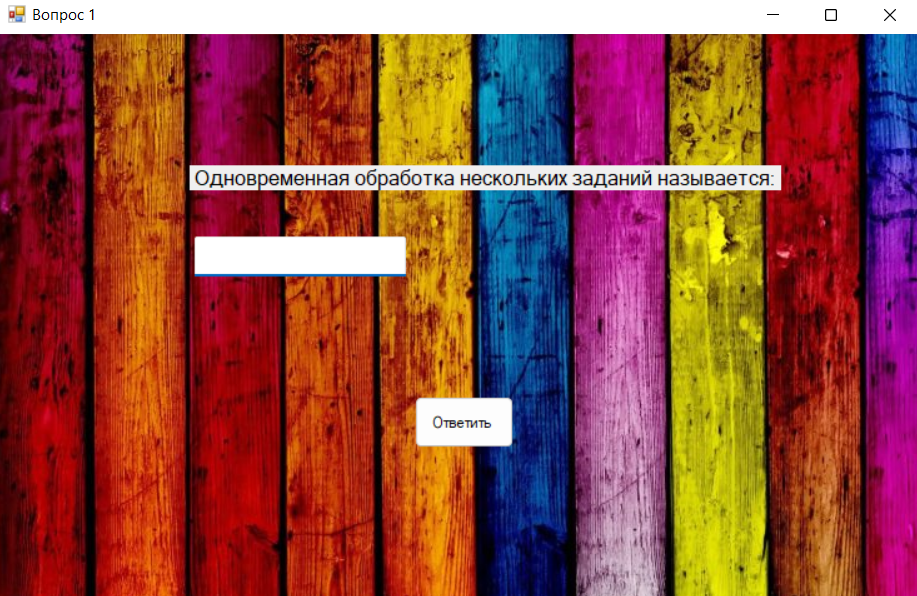 Вопрос 1
Одновременная обработка нескольких заданий называется:
Ответить